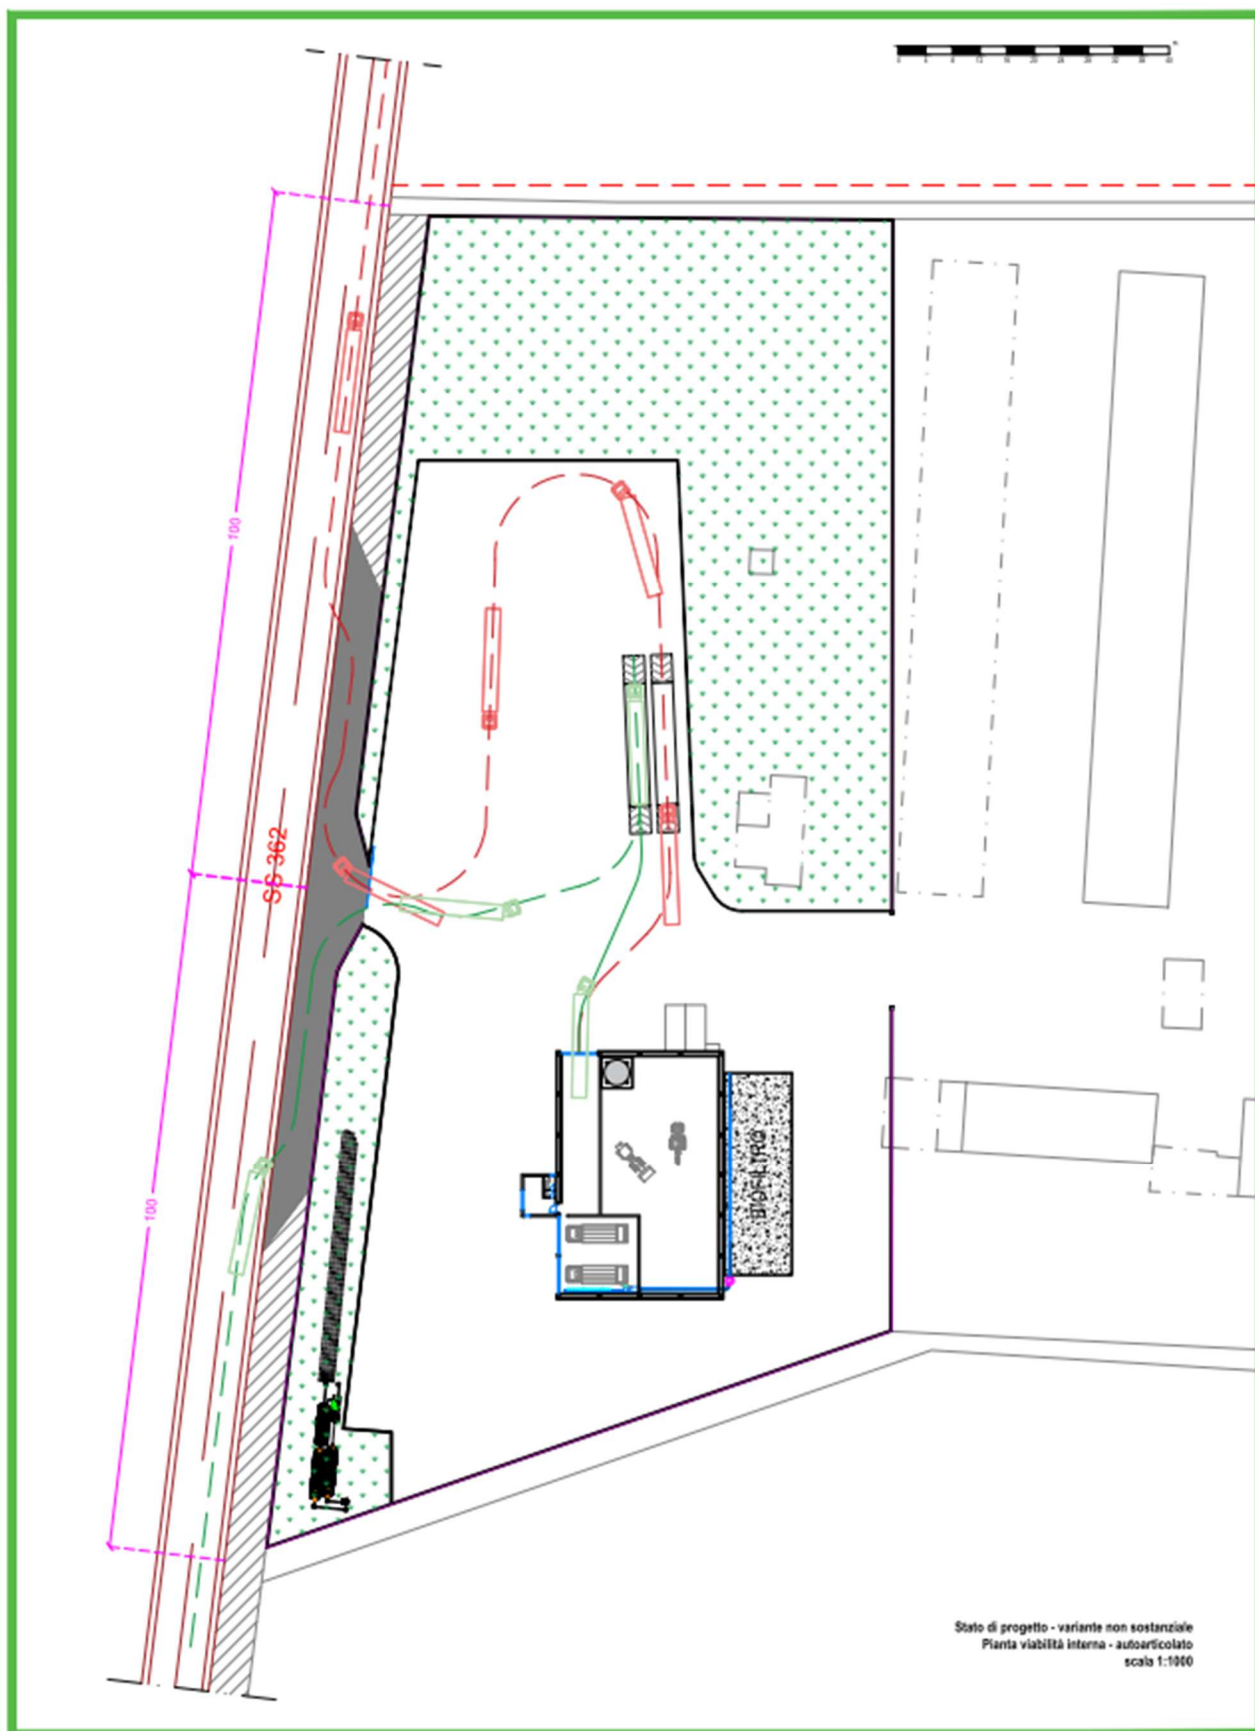 100
SS 362
100
BIOFILTRO
Stato di progetto - variante non sostanziale
Pianta viabilità interna - autoarticolato
scala 1:1000